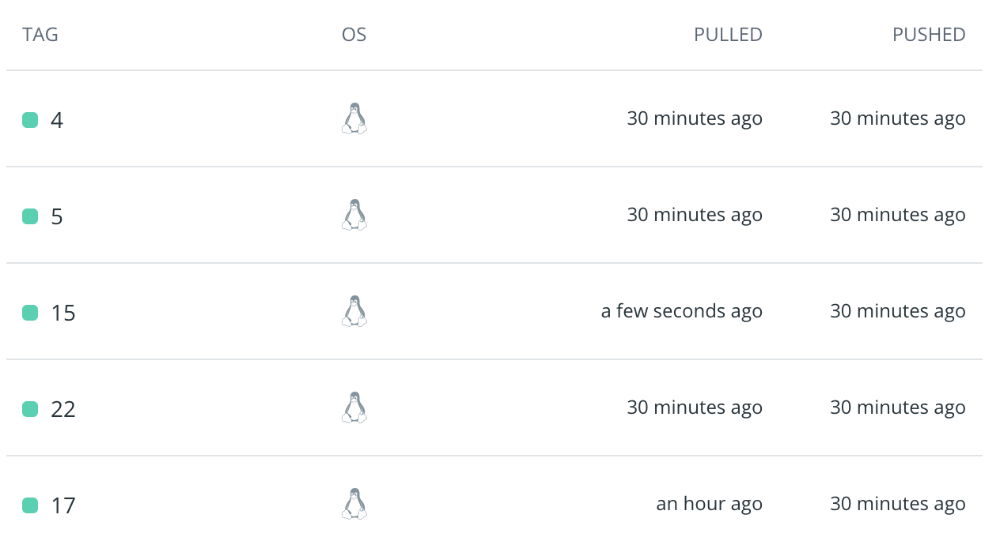 TAG OS PULLED PUSHED
4 30 minutes ago 30 minutes ago
5 30 minutes ago 30 minutes ago
15 a few seconds ago 30 minutes ago
22 30 minutes ago 30 minutes ago
17 an hour ago 30 minutes ago